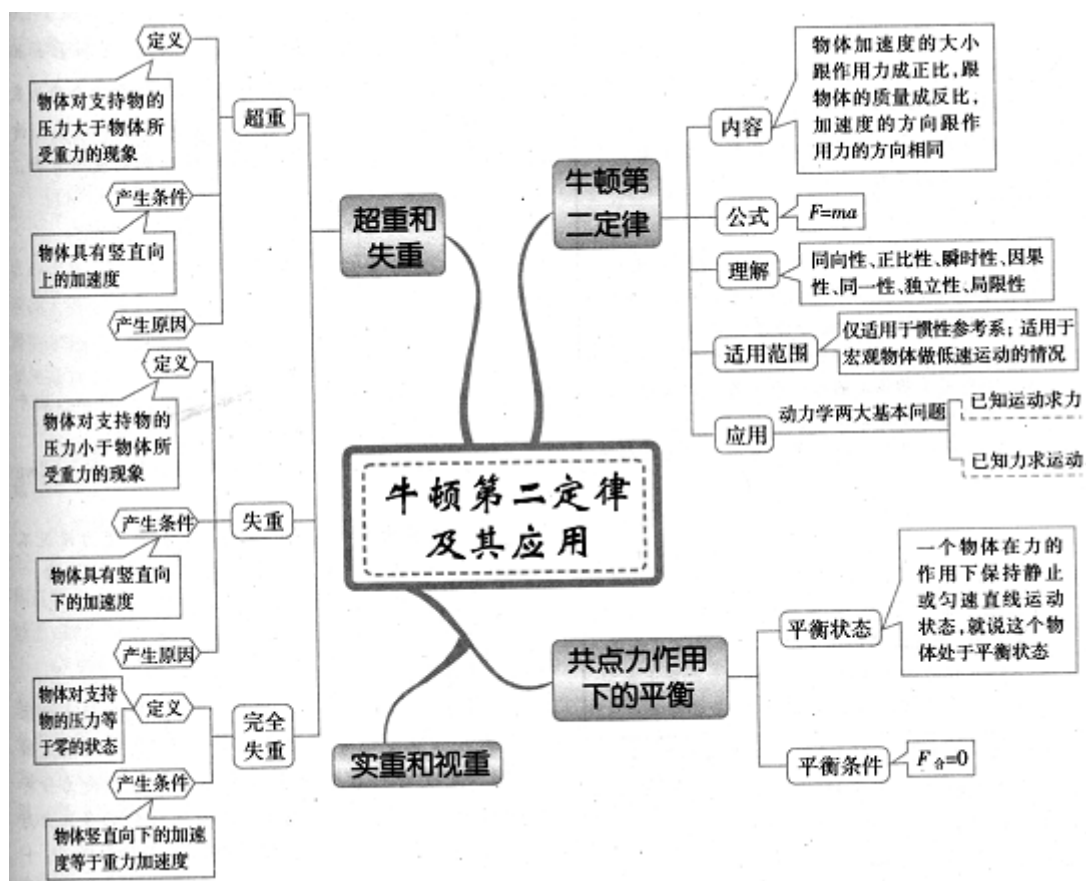 牛顿第二定律
及其应用
超重和
失重
超重
定义
物体对支持物的
压力大于物体所
受重力的现象
产生条件
物体具有竖直向
上的加速度
产生原因
失重
定义
物体对支持物的
压力小于物体所
受重力的现象
产生条件
物体具有竖直向
下的加速度
产生原因
完全
失重
定义
物体对支持
物的压力等
于零的状态
产生条件
物体竖直向下的加速
度等于重力加速度
牛顿第
二定律
内容
物体加速度的大小
跟作用力成正比,跟
物体的质量成反比,
加速度的方向跟作
用力的方向相同
公式
F=ma
理解
同向性、正比性、瞬时性、因果
性、同一性、独立性、局限性
适用范围
仅适用于惯性参考系;适用于
宏观物体做低速运动的情况
应用
动力学两大基本问题
已知运动求力
已知力求运动
共点力作用
下的平衡
平衡状态
一个物体在力的
作用下保持静止
或匀速直线运动
状态,就说这个物
体处于平衡状态
平衡条件
F合=0
实重和视重